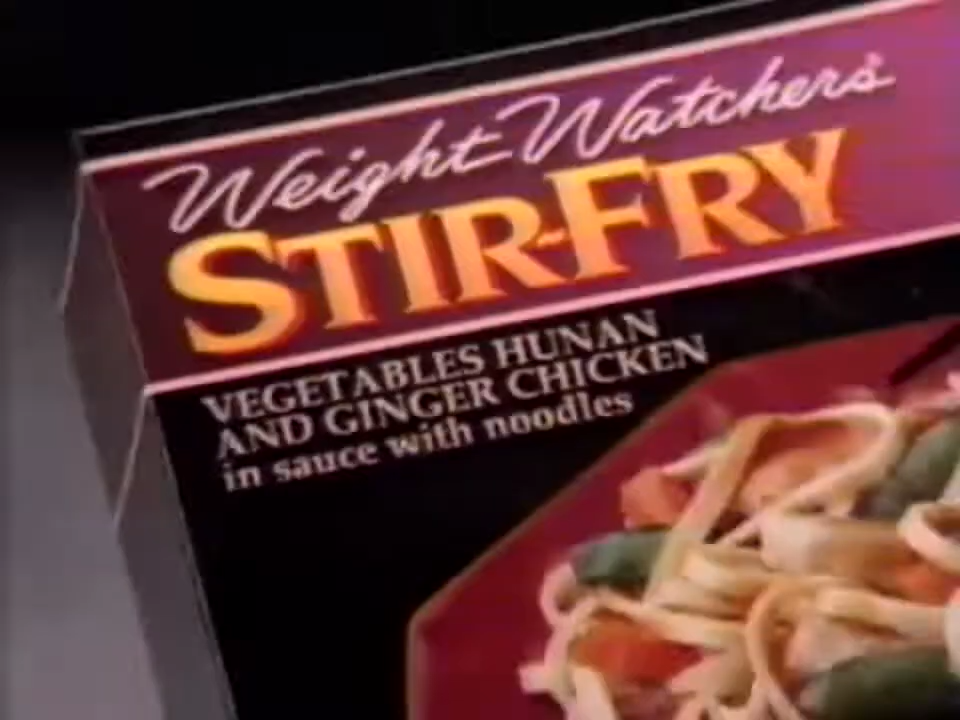 Weight Watchers
STIR-FRY
VEGETABLES HUNAN
AND GINGER CHICKEN
in sauce with noodles